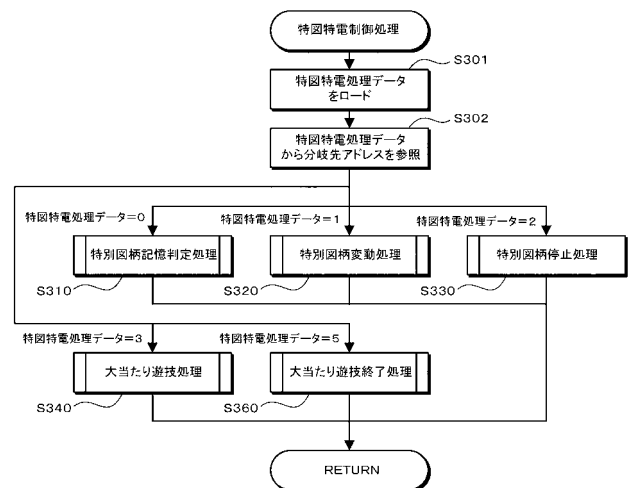 特図特電制御処理
S301
特図特電処理データ
をロード
S302
特図特電処理データ
から分岐先アドレスを参照
特図特電処理データ=0
特図特電処理データ=1
特図特電処理データ=2
特別図柄記憶判定処理
特別図柄変動処理
特別図柄停止処理
S310
S320
S330
特図特電処理データ=3
特図特電処理データ=5
大当たり遊技処理
大当たり遊技終了処理
S340
S360
RETURN